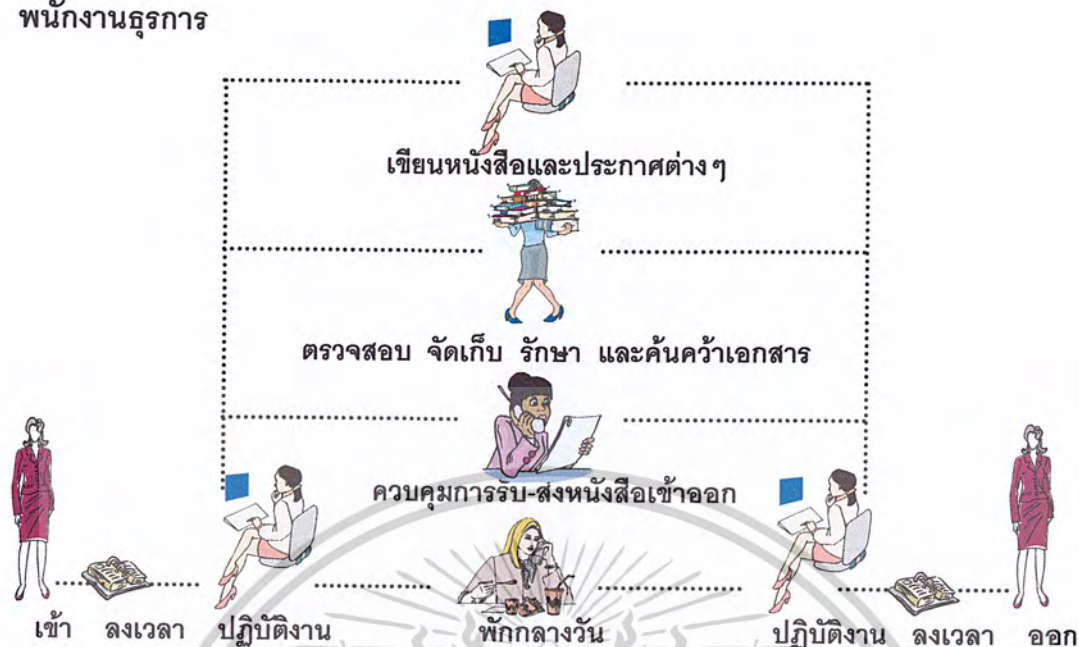 พนักงานธุรการ
เขียนหนังสือและประกาศต่างๆ
ตรวจสอบ จัดเก็บ รักษา และค้นคว้าเอกสาร
ควบคุมการรับ-ส่งหนังสือเข้าออก
เข้า ลงเวลา ปฏิบัติงาน พักกลางวัน ปฏิบัติงาน ลงเวลา ออก